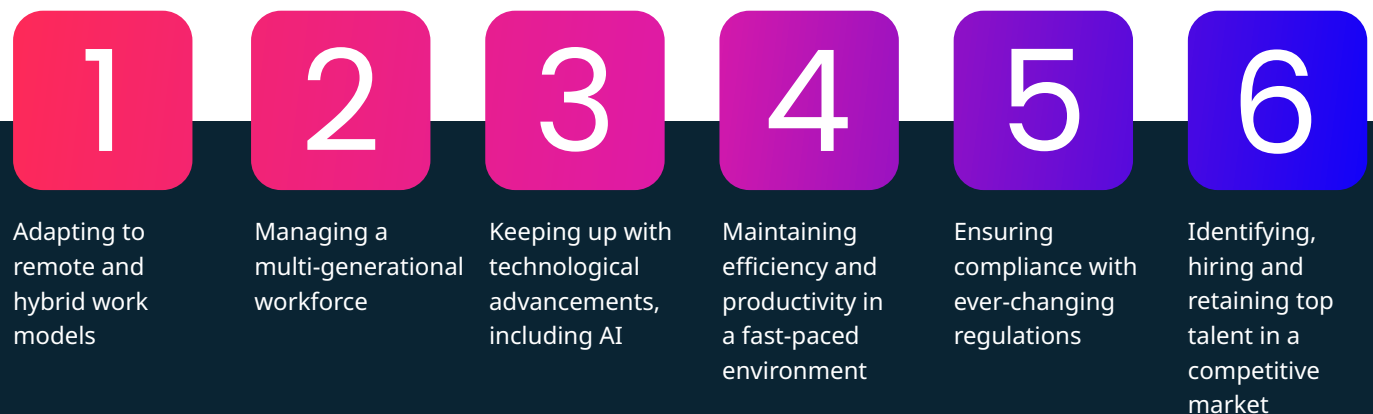 1
Adapting to
remote and
hybrid work
models
2
Managing a
multi-generational
workforce
3
Keeping up with
technological
advancements,
including AI
4
Maintaining
efficiency and
productivity in
a fast-paced
environment
5
Ensuring
compliance with
ever-changing
regulations
6
Identifying,
hiring and
retaining top
talent in a
competitive
market